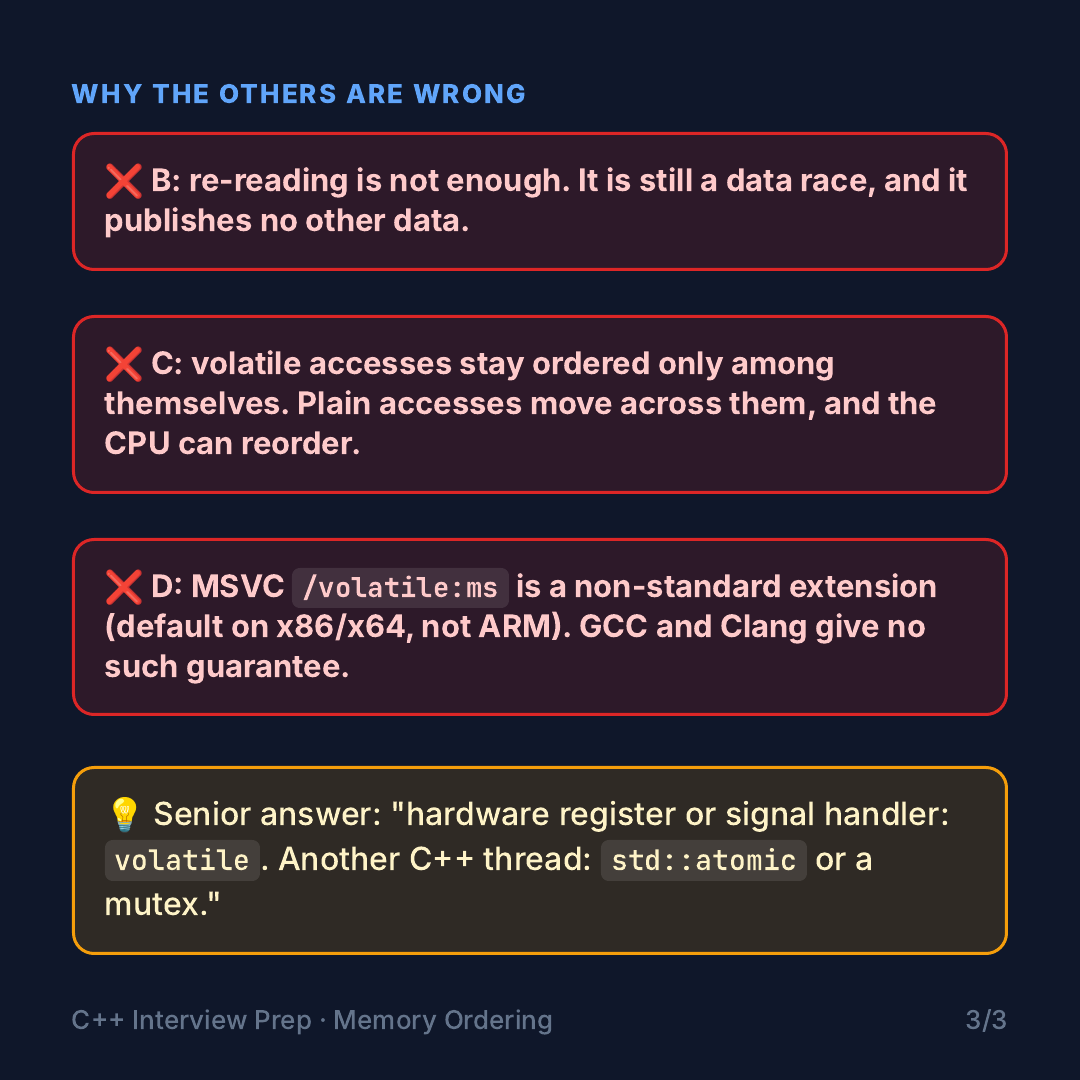 WHY THE OTHERS ARE WRONG
❌ B: re-reading is not enough. It is still a data race, and it
publishes no other data.
❌ C: volatile accesses stay ordered only among
themselves. Plain accesses move across them, and the
CPU can reorder.
❌ D: MSVC /volatile:ms is a non-standard extension
(default on x86/x64, not ARM). GCC and Clang give no
such guarantee.
💡 Senior answer: "hardware register or signal handler:
volatile. Another C++ thread: std::atomic or a
mutex."
C++ Interview Prep · Memory Ordering
3/3